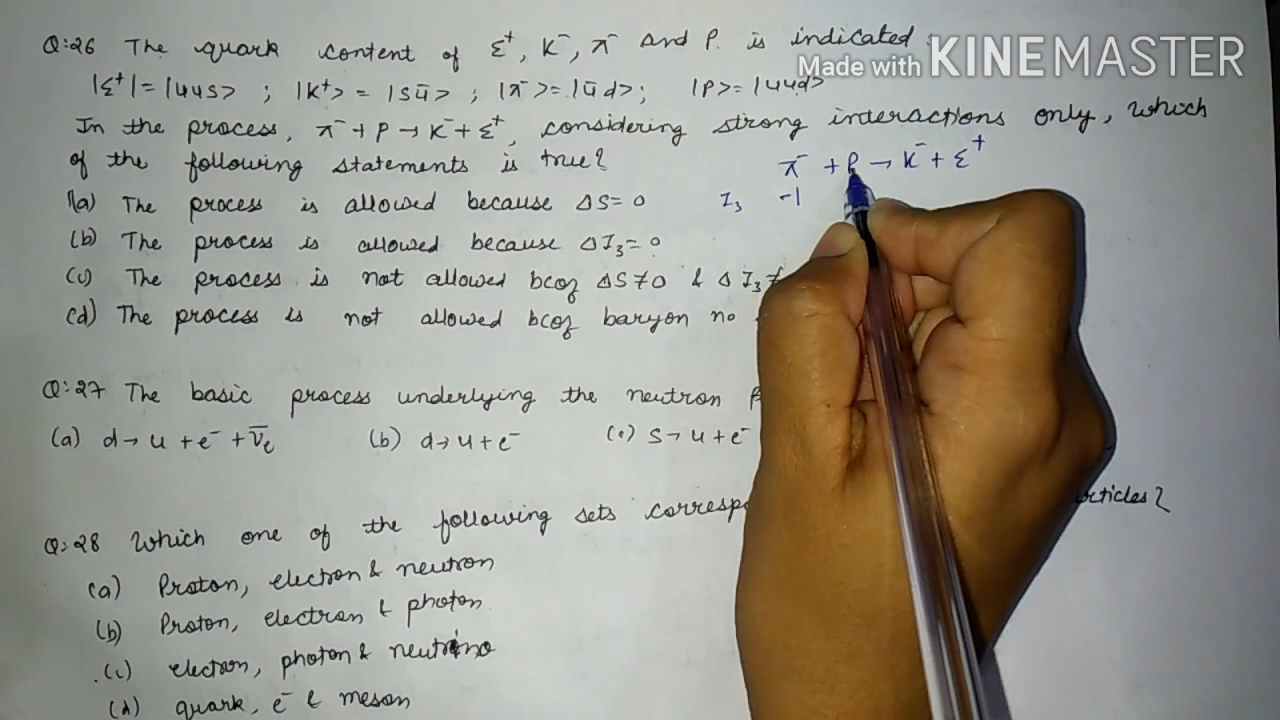 Made with KINEMASTER
Q:26 The quark content of Σ⁺, K⁻, π⁻ and P. is indicated
|Σ⁺| = |uus> ; |K⁺> = |sū> ; |π⁻> = |ūd> ; |P> = |uud>
In the process, π⁻ + P → K⁻ + Σ⁺, considering strong interactions only, which
of the following statements is true?
π⁻ + P → K⁻ + Σ⁺
I₃ -1
(a) The process is allowed because ΔS = 0
(b) The process is allowed because ΔI₃ = 0
(c) The process is not allowed bcoz ΔS ≠ 0 & ΔI₃ ≠
(d) The process is not allowed bcoz baryon no
Q:27 The basic process underlying the neutron β
(a) d → u + e⁻ + ν̄e (b) d → u + e⁻ (c) s → u + e⁻
Q:28 Which one of the following sets corresp articles?
(a) Proton, electron & neutron
(b) Proton, electron & photon
(c) electron, photon & neutrino
(d) quark, e⁻ & meson